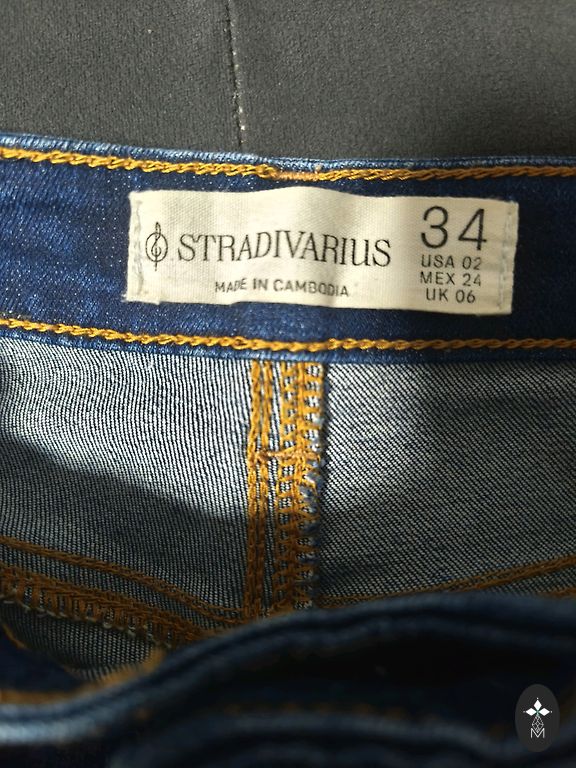 STRADIVARIUS
MADE IN CAMBODIA
34
USA 02
MEX 24
UK 06
M